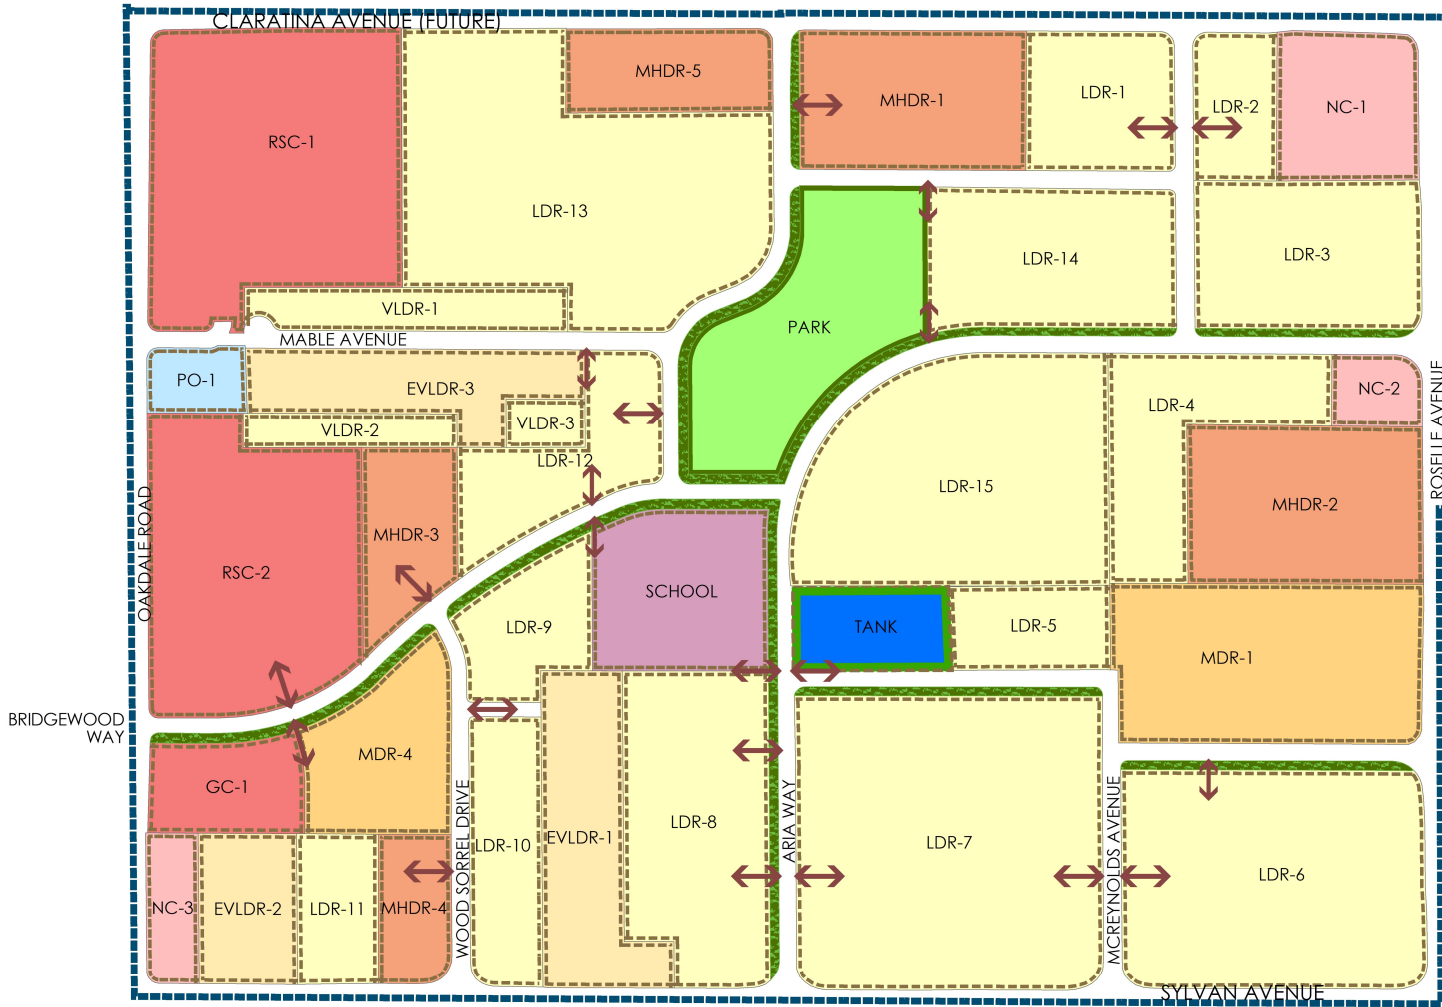 CLARATINA AVENUE (FUTURE)
MHDR-5
MHDR-1
LDR-1
LDR-2
NC-1
RSC-1
LDR-13
LDR-14
LDR-3
VLDR-1
PARK
MABLE AVENUE
PO-1
EVLDR-3
VLDR-2
VLDR-3
LDR-12
LDR-4
NC-2
ROSELLE AVENUE
LDR-15
MHDR-2
MHDR-3
OAKDALE ROAD
RSC-2
SCHOOL
LDR-9
TANK
LDR-5
MDR-1
BRIDGEWOOD
WAY
MDR-4
GC-1
WOOD SORREL DRIVE
LDR-10
EVLDR-1
LDR-8
ARIA WAY
LDR-7
MCREYNOLDS AVENUE
LDR-6
NC-3
EVLDR-2
LDR-11
MHDR-4
SYLVAN AVENUE